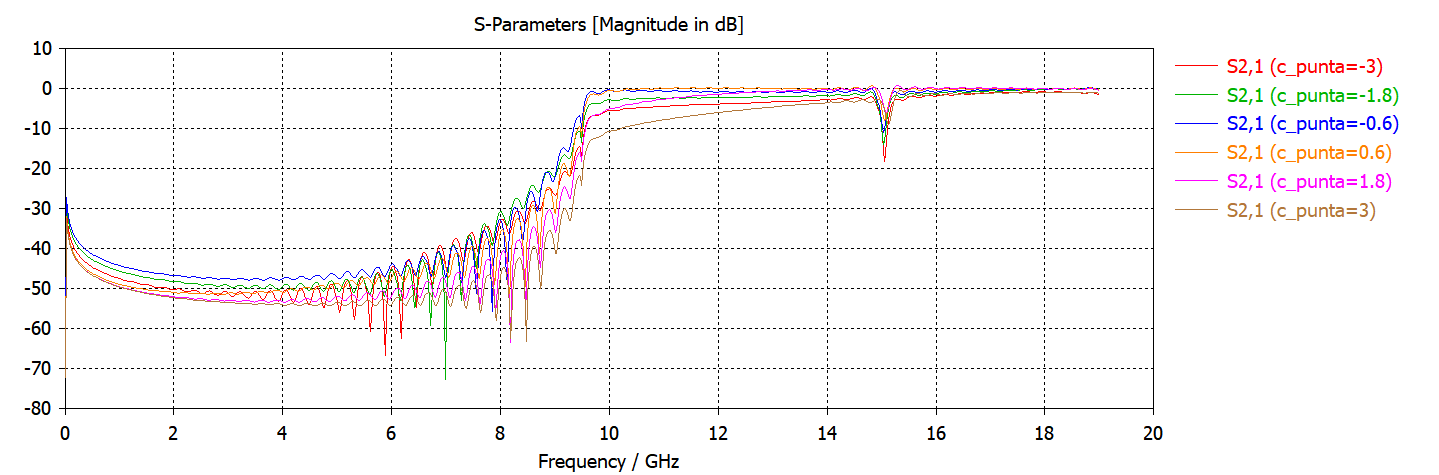 S-Parameters [Magnitude in dB]
10
0
-10
-20
-30
-40
-50
-60
-70
-80
0 2 4 6 8 10 12 14 16 18 20
Frequency / GHz
S2,1 (c_punta=-3)
S2,1 (c_punta=-1.8)
S2,1 (c_punta=-0.6)
S2,1 (c_punta=0.6)
S2,1 (c_punta=1.8)
S2,1 (c_punta=3)